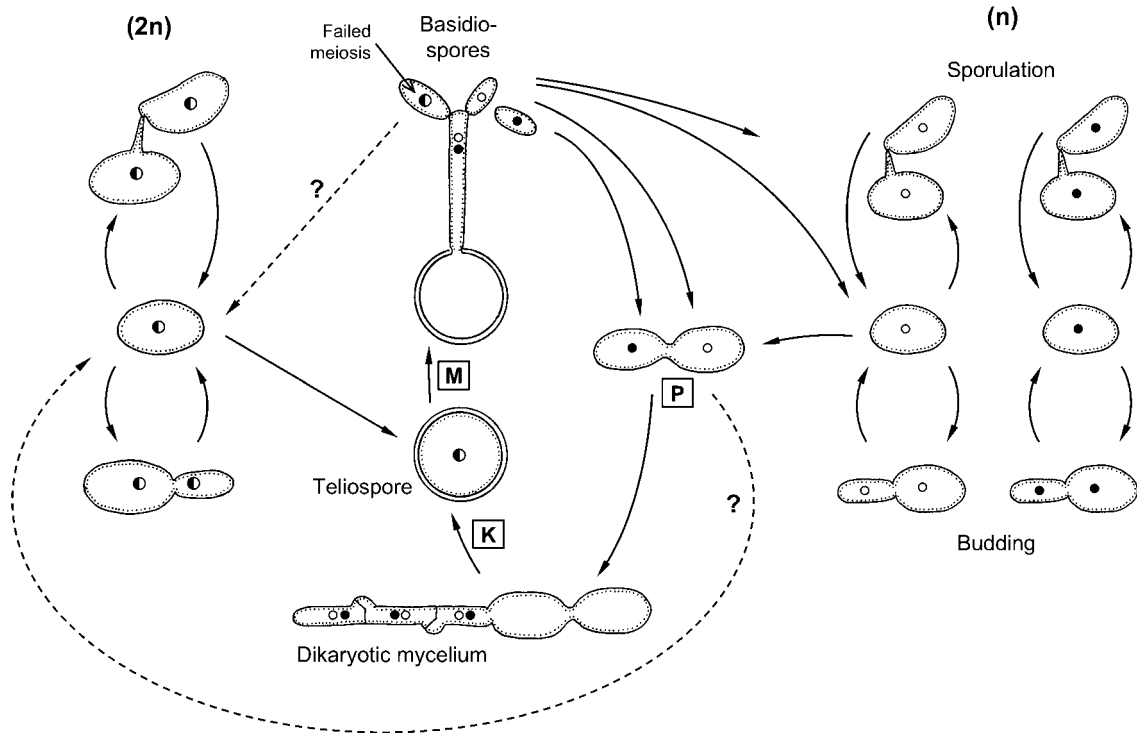 (2n)
Failed
meiosis
Basidio-
spores
(n)
Sporulation
?
M
P
Teliospore
K
?
Budding
Dikaryotic mycelium